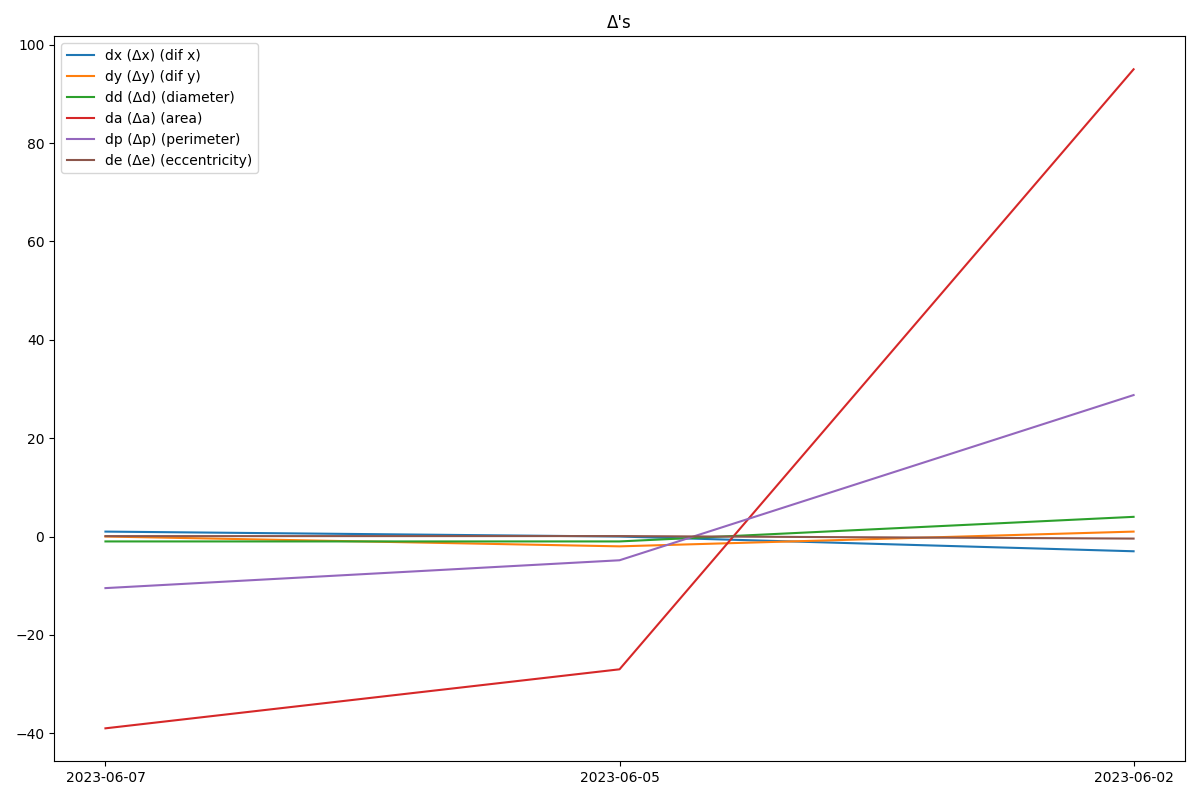 Δ's
dx (Δx) (dif x)
dy (Δy) (dif y)
dd (Δd) (diameter)
da (Δa) (area)
dp (Δp) (perimeter)
de (Δe) (eccentricity)
100
80
60
40
20
0
−20
−40
2023-06-07 2023-06-05 2023-06-02